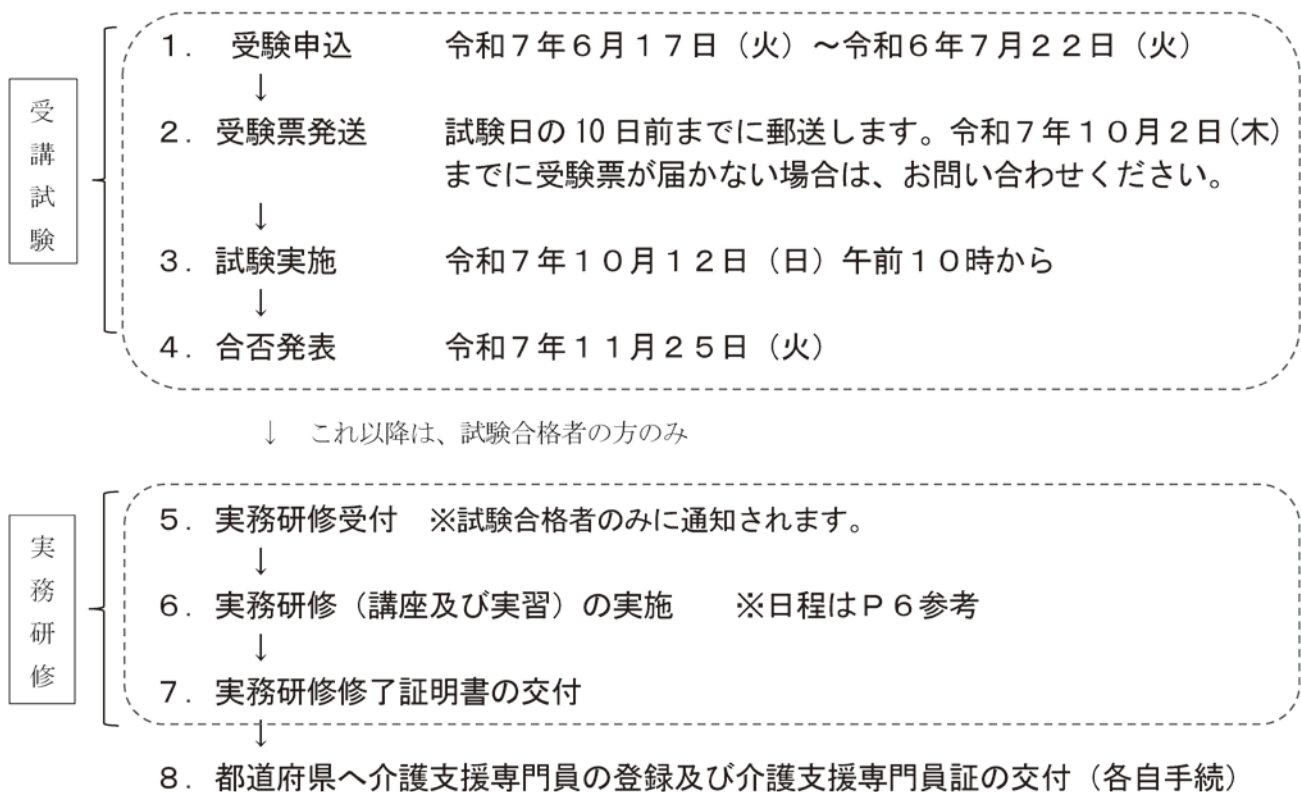 受講試験
１． 受験申込 令和７年６月１７日（火）～令和６年７月２２日（火）
↓
２．受験票発送 試験日の 10 日前までに郵送します。令和７年１０月２日(木)
までに受験票が届かない場合は、お問い合わせください。
↓
３．試験実施 令和７年１０月１２日（日）午前１０時から
↓
４．合否発表 令和７年１１月２５日（火）
↓ これ以降は、試験合格者の方のみ
実務研修
５．実務研修受付 ※試験合格者のみに通知されます。
↓
６．実務研修（講座及び実習）の実施 ※日程はＰ６参考
↓
７．実務研修修了証明書の交付
↓
８．都道府県へ介護支援専門員の登録及び介護支援専門員証の交付（各自手続）